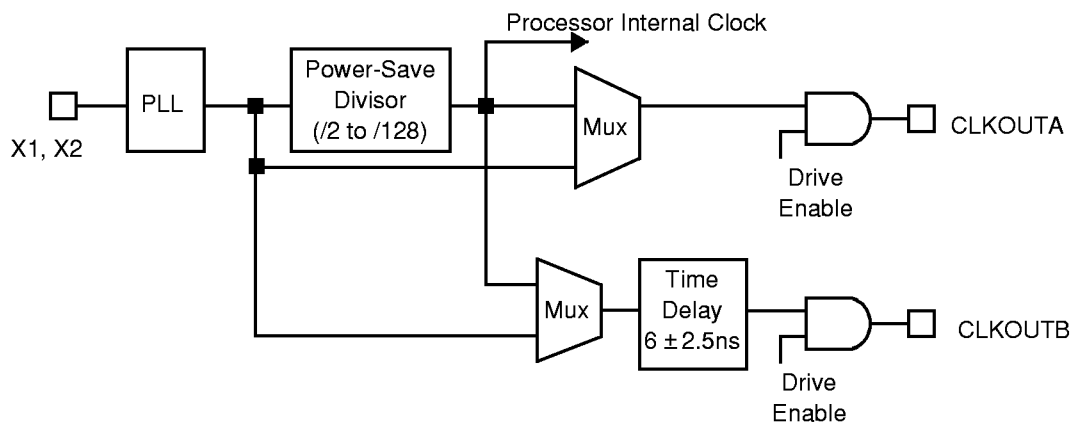 Processor Internal Clock
X1, X2
PLL
Power-Save
Divisor
(/2 to /128)
Mux
Drive
Enable
CLKOUTA
Mux
Time
Delay
6 ± 2.5ns
Drive
Enable
CLKOUTB